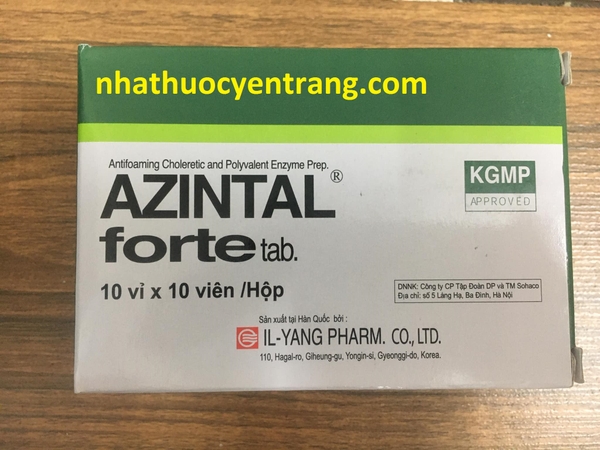 nhathuocyentrang.com
Antifoaming Choleretic and Polyvalent Enzyme Prep.
AZINTAL®
forte tab.
KGMP
APPROVED
10 vỉ x 10 viên /Hộp
DNNK: Công ty CP Tập Đoàn DP và TM Sohaco
Địa chỉ: số 5 Láng Hạ, Ba Đình, Hà Nội
Sản xuất tại Hàn Quốc bởi :
IL-YANG PHARM. CO., LTD.
110, Hagal-ro, Giheung-gu, Yongin-si, Gyeonggi-do, Korea.